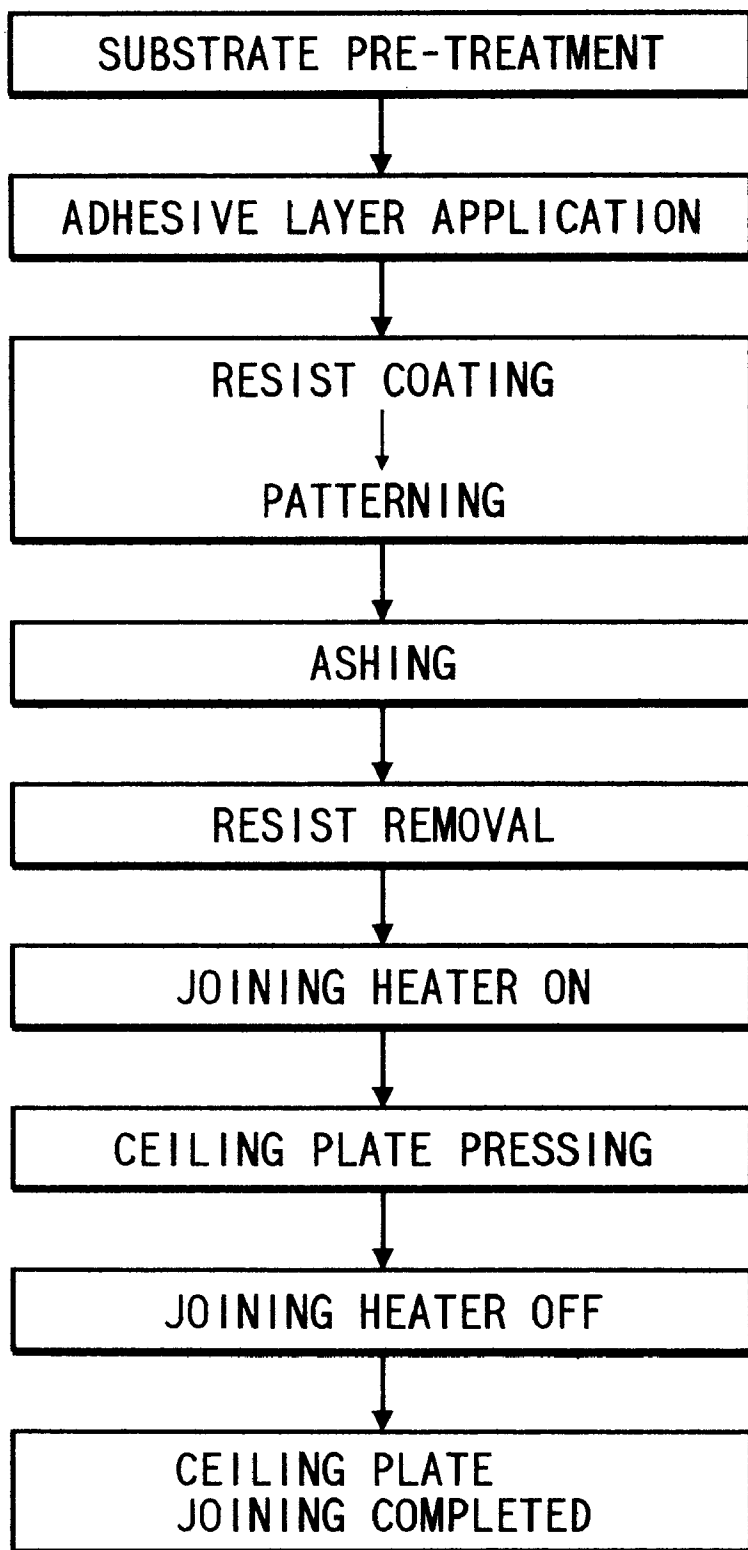 SUBSTRATE PRE-TREATMENT
ADHESIVE LAYER APPLICATION
RESIST COATING
PATTERNING
ASHING
RESIST REMOVAL
JOINING HEATER ON
CEILING PLATE PRESSING
JOINING HEATER OFF
CEILING PLATE
JOINING COMPLETED